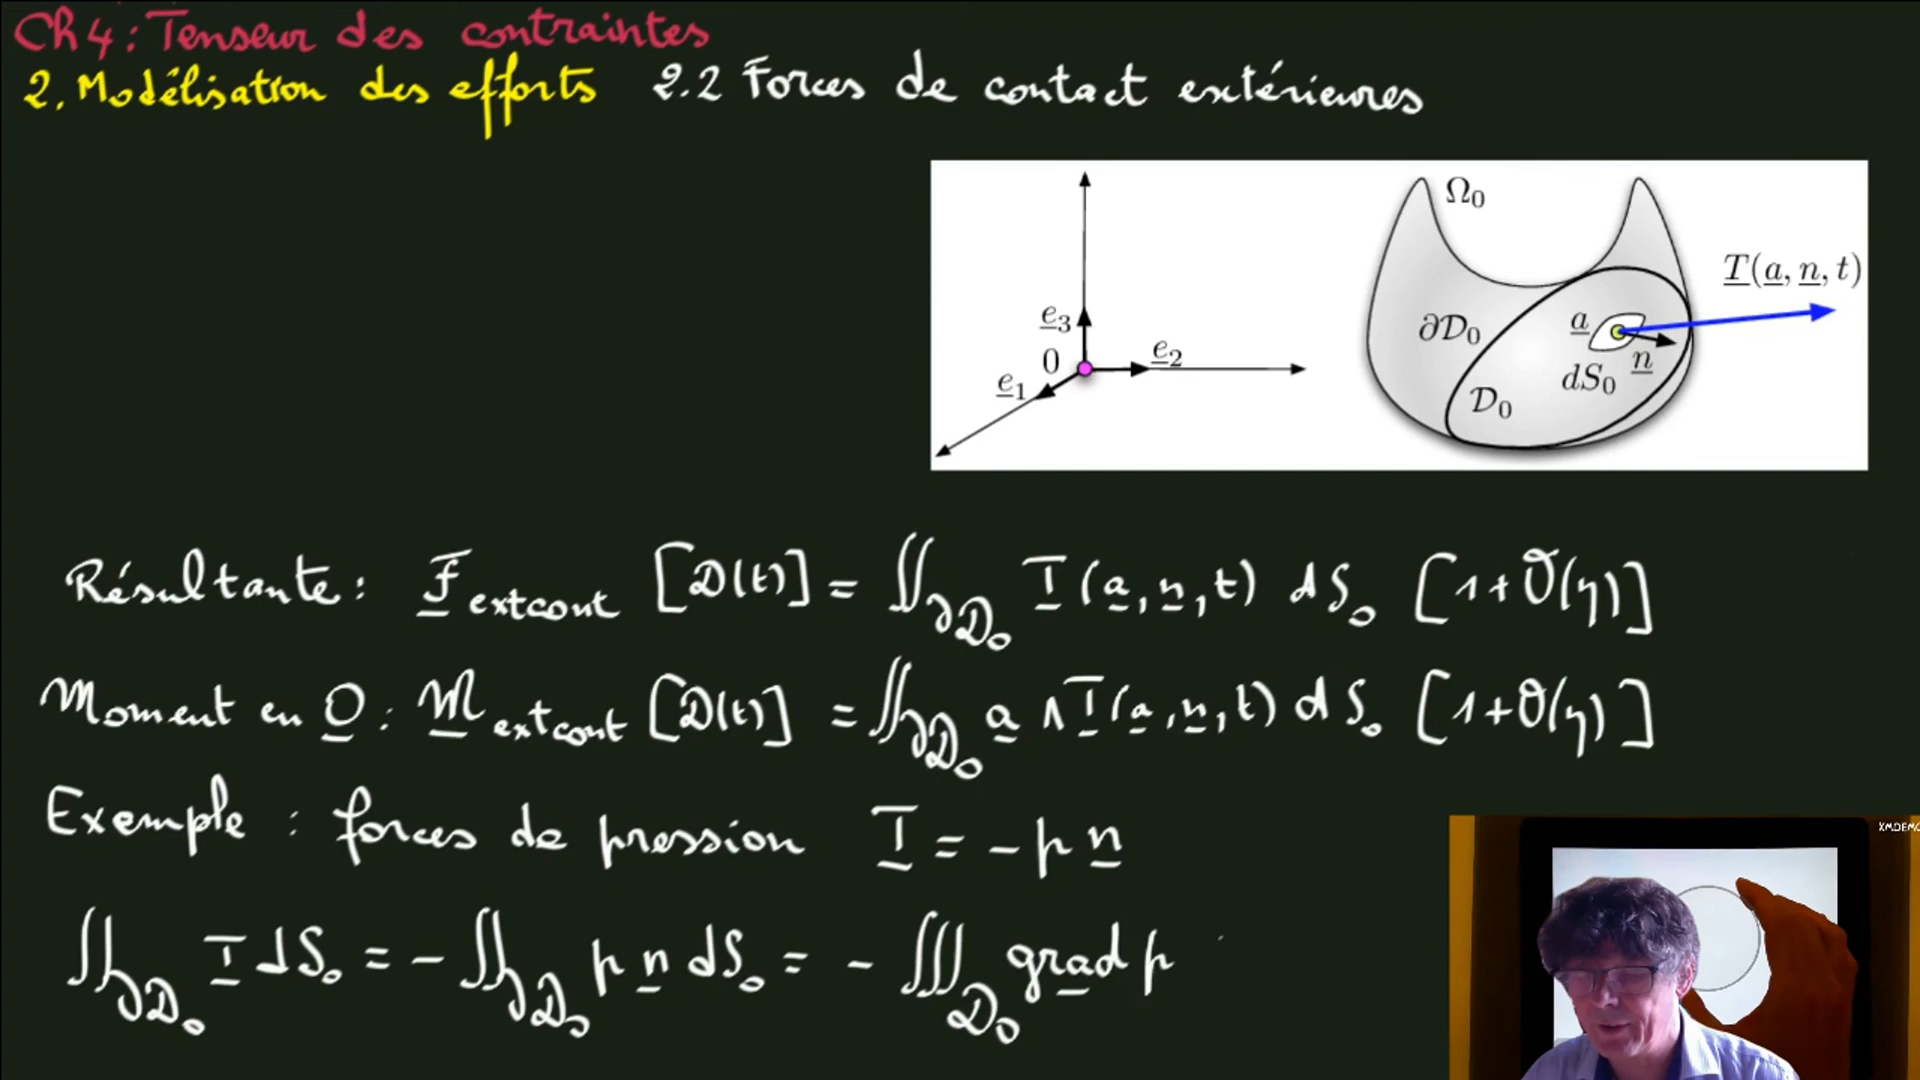 Ch4: Tenseur des contraintes
2. Modélisation des efforts 2.2 Forces de contact extérieures
Ω₀
T(a, n, t)
e₃
∂D₀
a
0
e₂
n
e₁
dS₀
D₀
Résultante : F extcont [D(t)] = ∬∂D₀ T(a, n, t) dS₀ [1+O(η)]
Moment en O : M extcont [D(t)] = ∬∂D₀ a ∧ T(a, n, t) dS₀ [1+O(η)]
Exemple : forces de pression T = - p n
∬∂D₀ T dS₀ = - ∬∂D₀ p n dS₀ = - ∭D₀ grad p